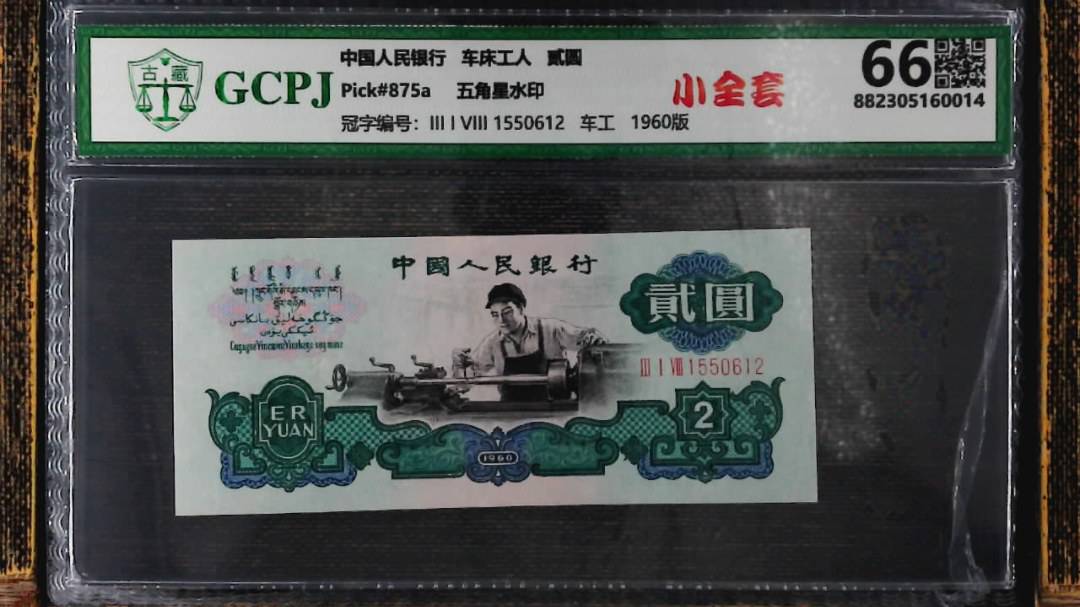 古藏
GCPJ
中国人民银行 车床工人 贰圆
Pick#875a 五角星水印
冠字编号: III I VIII 1550612 车工 1960版
小全套
66
882305160014
中國人民銀行
貳圓
III I VIII 1550612
ER
YUAN
1960
2